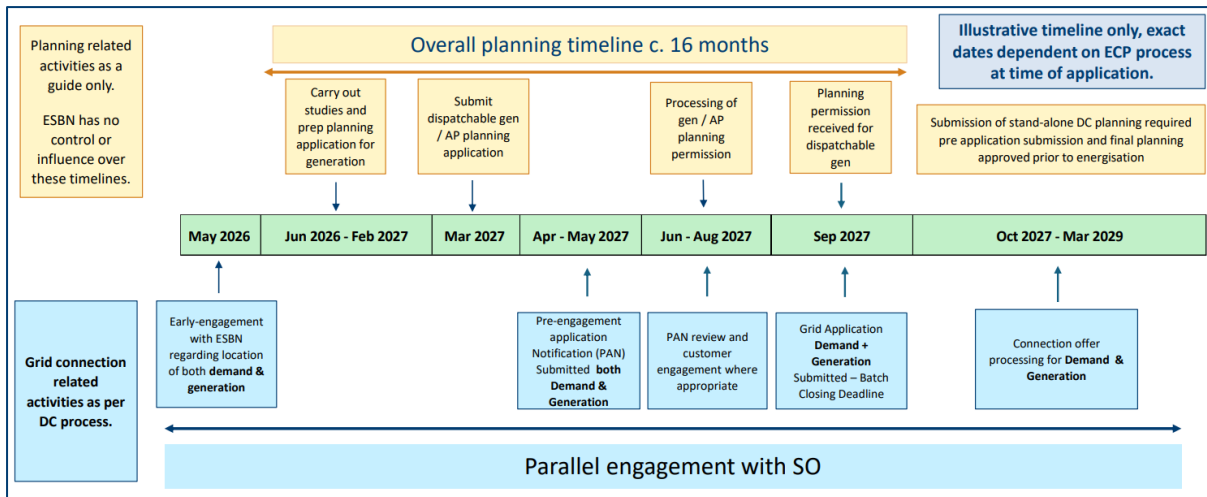 Planning related
activities as a
guide only.
ESBN has no
control or
influence over
these timelines.
Overall planning timeline c. 16 months
Illustrative timeline only, exact
dates dependent on ECP process
at time of application.
Carry out
studies and
prep planning
application for
generation
Submit
dispatchable gen
/ AP planning
application
Processing of
gen / AP
planning
permission
Planning
permission
received for
dispatchable
gen
Submission of stand-alone DC planning required
pre application submission and final planning
approved prior to energisation
May 2026
Jun 2026 - Feb 2027
Mar 2027
Apr - May 2027
Jun - Aug 2027
Sep 2027
Oct 2027 - Mar 2029
Grid connection
related
activities as per
DC process.
Early-engagement
with ESBN
regarding location
of both demand &
generation
Pre-engagement
application
Notification (PAN)
Submitted both
Demand &
Generation
PAN review and
customer
engagement where
appropriate
Grid Application
Demand +
Generation
Submitted – Batch
Closing Deadline
Connection offer
processing for Demand &
Generation
Parallel engagement with SO